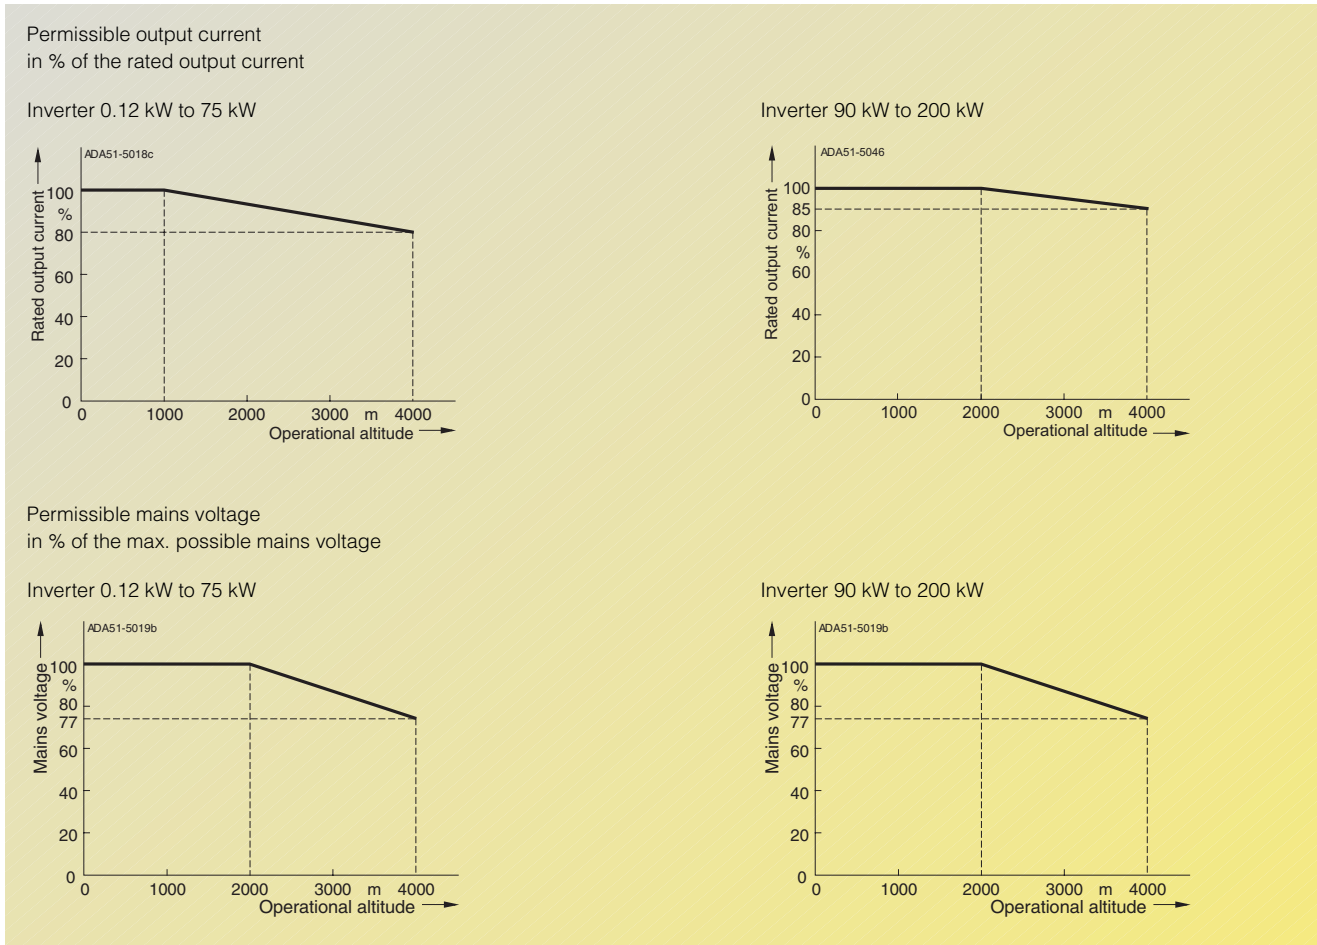 Permissible output current
in % of the rated output current
Inverter 0.12 kW to 75 kW
ADA51-5018c
Rated output current
100
%
80
60
40
20
0
0 1000 2000 3000 m 4000
Operational altitude
Inverter 90 kW to 200 kW
ADA51-5046
Rated output current
100
85
80
%
60
40
20
0
0 1000 2000 3000 m 4000
Operational altitude
Permissible mains voltage
in % of the max. possible mains voltage
Inverter 0.12 kW to 75 kW
ADA51-5019b
Mains voltage
100
%
80
77
60
40
20
0
0 1000 2000 3000 m 4000
Operational altitude
Inverter 90 kW to 200 kW
ADA51-5019b
Mains voltage
100
%
80
77
60
40
20
0
0 1000 2000 3000 m 4000
Operational altitude